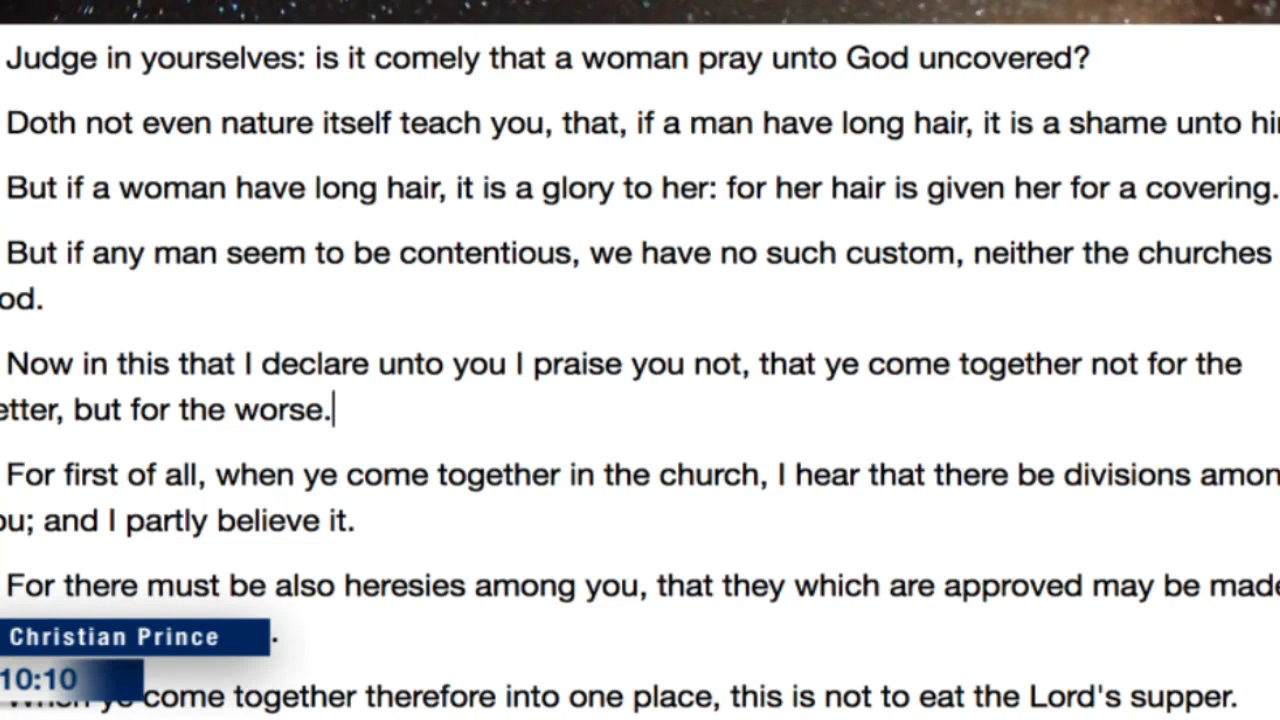 Judge in yourselves: is it comely that a woman pray unto God uncovered?
Doth not even nature itself teach you, that, if a man have long hair, it is a shame unto
But if a woman have long hair, it is a glory to her: for her hair is given her for a covering.
But if any man seem to be contentious, we have no such custom, neither the churches
od.
Now in this that I declare unto you I praise you not, that ye come together not for the
etter, but for the worse.
For first of all, when ye come together in the church, I hear that there be divisions amon
ou; and I partly believe it.
For there must be also heresies among you, that they which are approved may be made
Christian Prince .
10:10
come together therefore into one place, this is not to eat the Lord's supper.